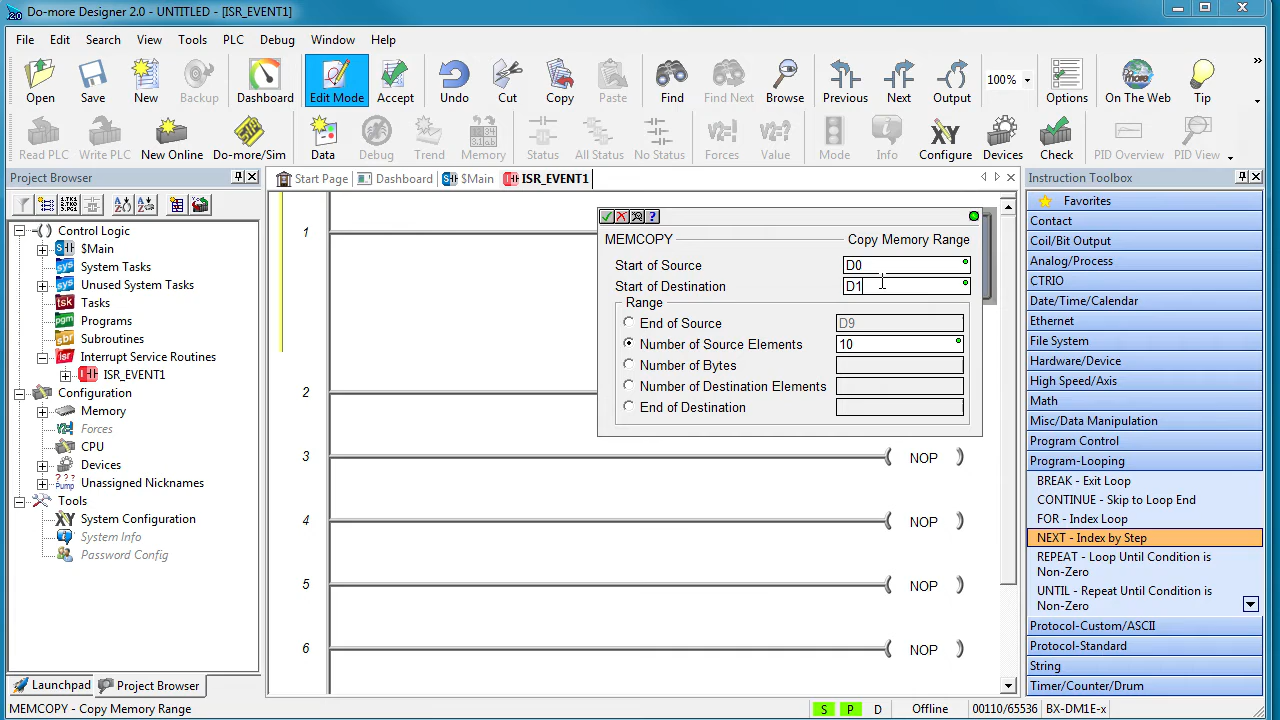 Do-more Designer 2.0 - UNTITLED - [ISR_EVENT1]
2.0
File Edit Search View Tools PLC Debug Window Help
Open Save New Backup Dashboard Edit Mode Accept Undo Cut Copy Paste Find Find Next Browse Previous Next Output 100% Options On The Web Tip
Read PLC Write PLC New Online Do-more/Sim Data Debug Trend Memory Status All Status No Status Forces Value Mode Info Configure Devices Check PID Overview PID View
Project Browser
Start Page Dashboard $Main ISR_EVENT1
Instruction Toolbox
Control Logic
$Main
System Tasks
Unused System Tasks
Tasks
Programs
Subroutines
Interrupt Service Routines
ISR_EVENT1
Configuration
Memory
Forces
CPU
Devices
Unassigned Nicknames
Tools
System Configuration
System Info
Password Config
Launchpad Project Browser
1
2
3 NOP
4 NOP
5 NOP
6 NOP
MEMCOPY Copy Memory Range
Start of Source D0
Start of Destination D1
Range
End of Source D9
Number of Source Elements 10
Number of Bytes
Number of Destination Elements
End of Destination
Favorites
Contact
Coil/Bit Output
Analog/Process
CTRIO
Date/Time/Calendar
Ethernet
File System
Hardware/Device
High Speed/Axis
Math
Misc/Data Manipulation
Program Control
Program-Looping
BREAK - Exit Loop
CONTINUE - Skip to Loop End
FOR - Index Loop
NEXT - Index by Step
REPEAT - Loop Until Condition is
Non-Zero
UNTIL - Repeat Until Condition is
Non-Zero
Protocol-Custom/ASCII
Protocol-Standard
String
Timer/Counter/Drum
MEMCOPY - Copy Memory Range S P D Offline 00110/65536 BX-DM1E-x